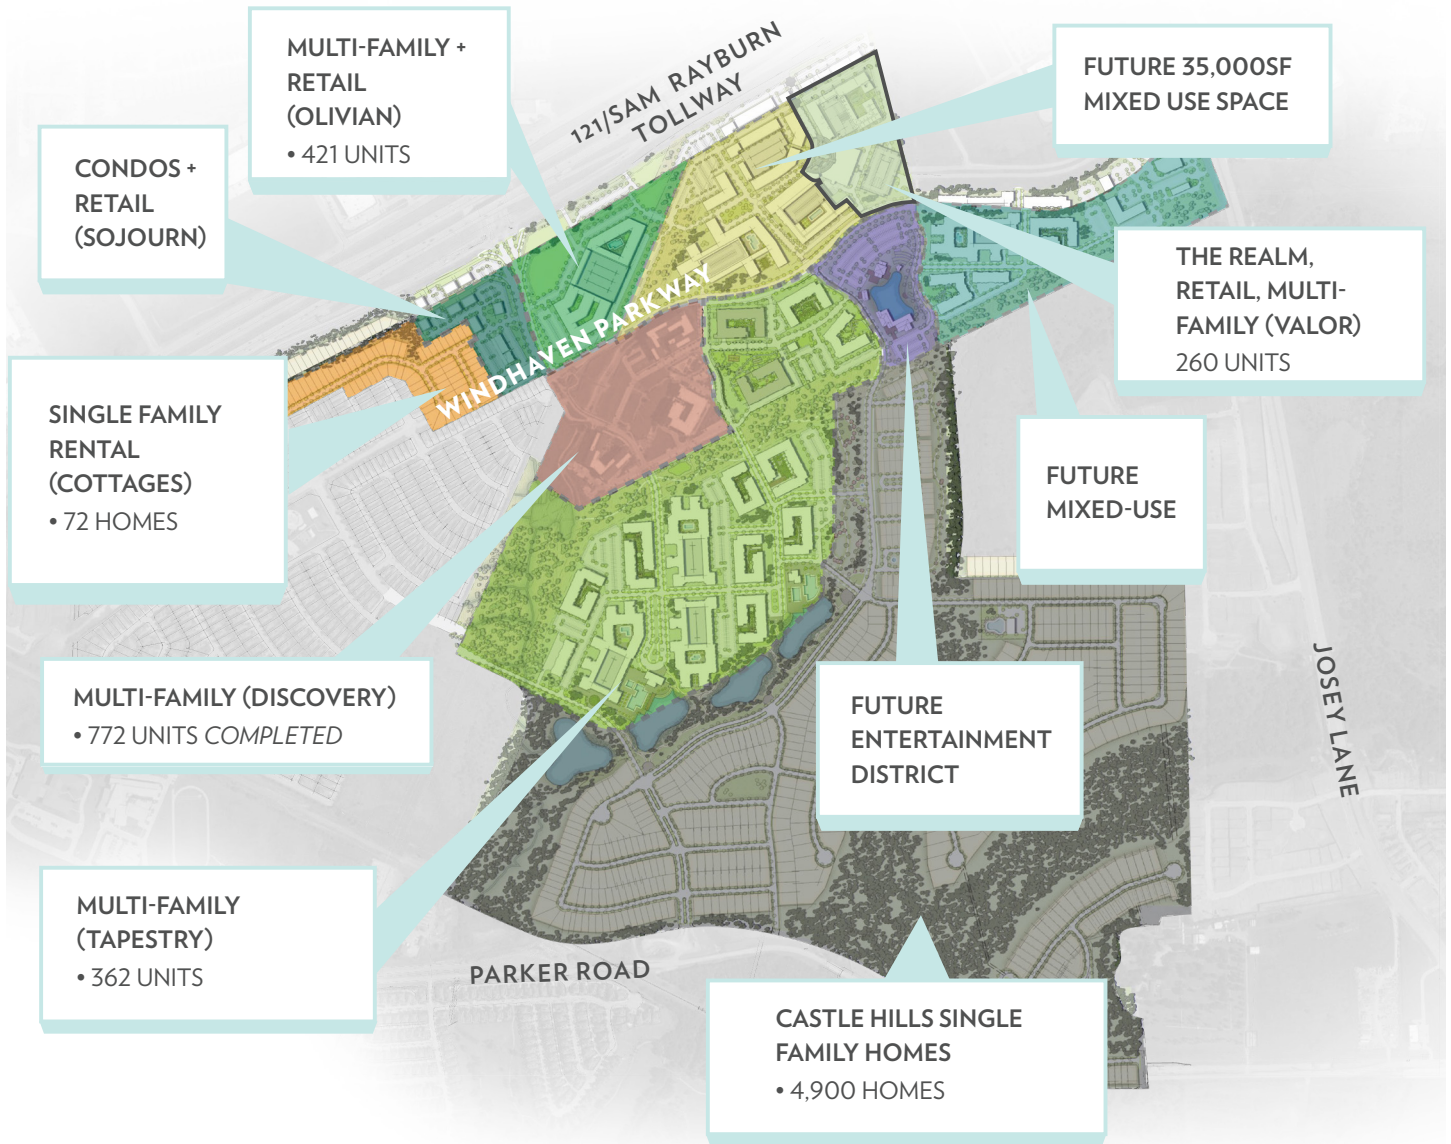 MULTI-FAMILY +
RETAIL
(OLIVIAN)
• 421 UNITS
121/SAM RAYBURN
TOLLWAY
FUTURE 35,000SF
MIXED USE SPACE
CONDOS +
RETAIL
(SOJOURN)
THE REALM,
RETAIL, MULTI-
FAMILY (VALOR)
260 UNITS
WINDHAVEN PARKWAY
SINGLE FAMILY
RENTAL
(COTTAGES)
• 72 HOMES
FUTURE
MIXED-USE
JOSEY LANE
MULTI-FAMILY (DISCOVERY)
• 772 UNITS COMPLETED
FUTURE
ENTERTAINMENT
DISTRICT
MULTI-FAMILY
(TAPESTRY)
• 362 UNITS
PARKER ROAD
CASTLE HILLS SINGLE
FAMILY HOMES
• 4,900 HOMES